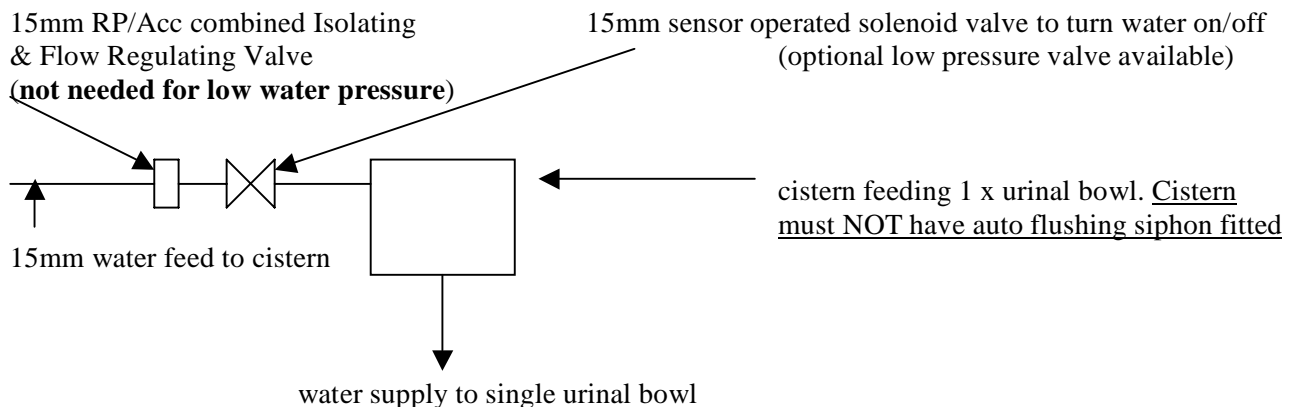 15mm RP/Acc combined Isolating
& Flow Regulating Valve
(not needed for low water pressure)
15mm sensor operated solenoid valve to turn water on/off
(optional low pressure valve available)
cistern feeding 1 x urinal bowl. Cistern
must NOT have auto flushing siphon fitted
15mm water feed to cistern
water supply to single urinal bowl